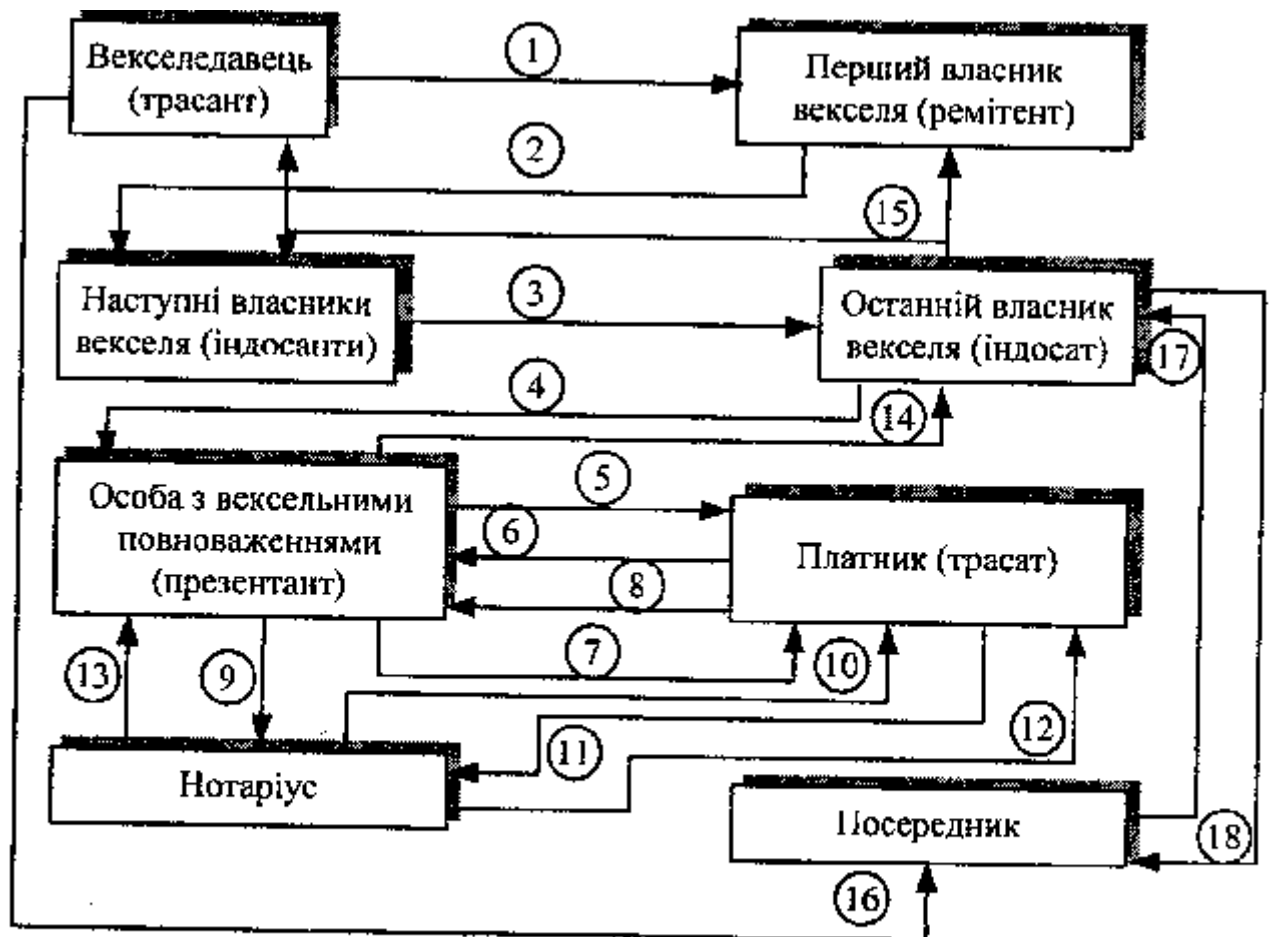 Векселедавець
(трасант)
1
Перший власник
векселя (ремітент)
2
15
Наступні власники
векселя (індосанти)
3
Останній власник
векселя (індосат)
17
4
14
Особа з вексельними
повноваженнями
(презентант)
5
6
8
Платник (трасат)
13
9
7
10
12
11
Нотаріус
Посередник
18
16